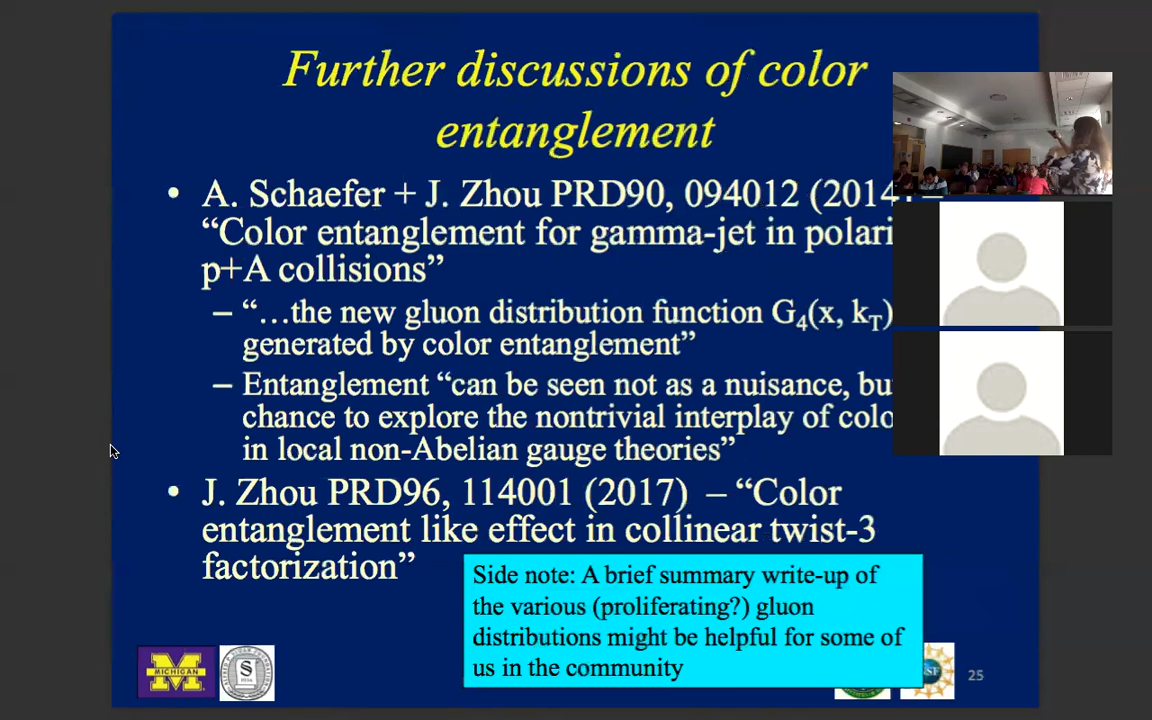 Further discussions of color
entanglement
• A. Schaefer + J. Zhou PRD90, 094012 (2014) –
“Color entanglement for gamma-jet in polari
p+A collisions”
– “…the new gluon distribution function G₄(x, kT)
generated by color entanglement”
– Entanglement “can be seen not as a nuisance, bu
chance to explore the nontrivial interplay of colo
in local non-Abelian gauge theories”
• J. Zhou PRD96, 114001 (2017) – “Color
entanglement like effect in collinear twist-3
factorization”
Side note: A brief summary write-up of
the various (proliferating?) gluon
distributions might be helpful for some of
us in the community
M
MICHIGAN
S
25